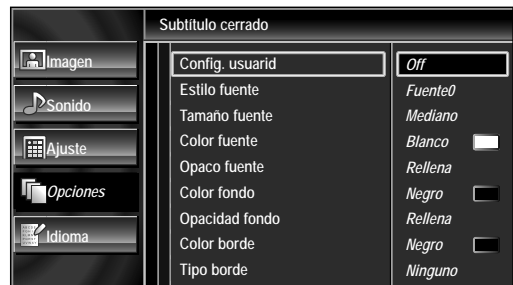 Subtítulo cerrado
Imagen
Sonido
Ajuste
Opciones
Idioma
Config. usuarid Off
Estilo fuente Fuente0
Tamaño fuente Mediano
Color fuente Blanco
Opaco fuente Rellena
Color fondo Negro
Opacidad fondo Rellena
Color borde Negro
Tipo borde Ninguno